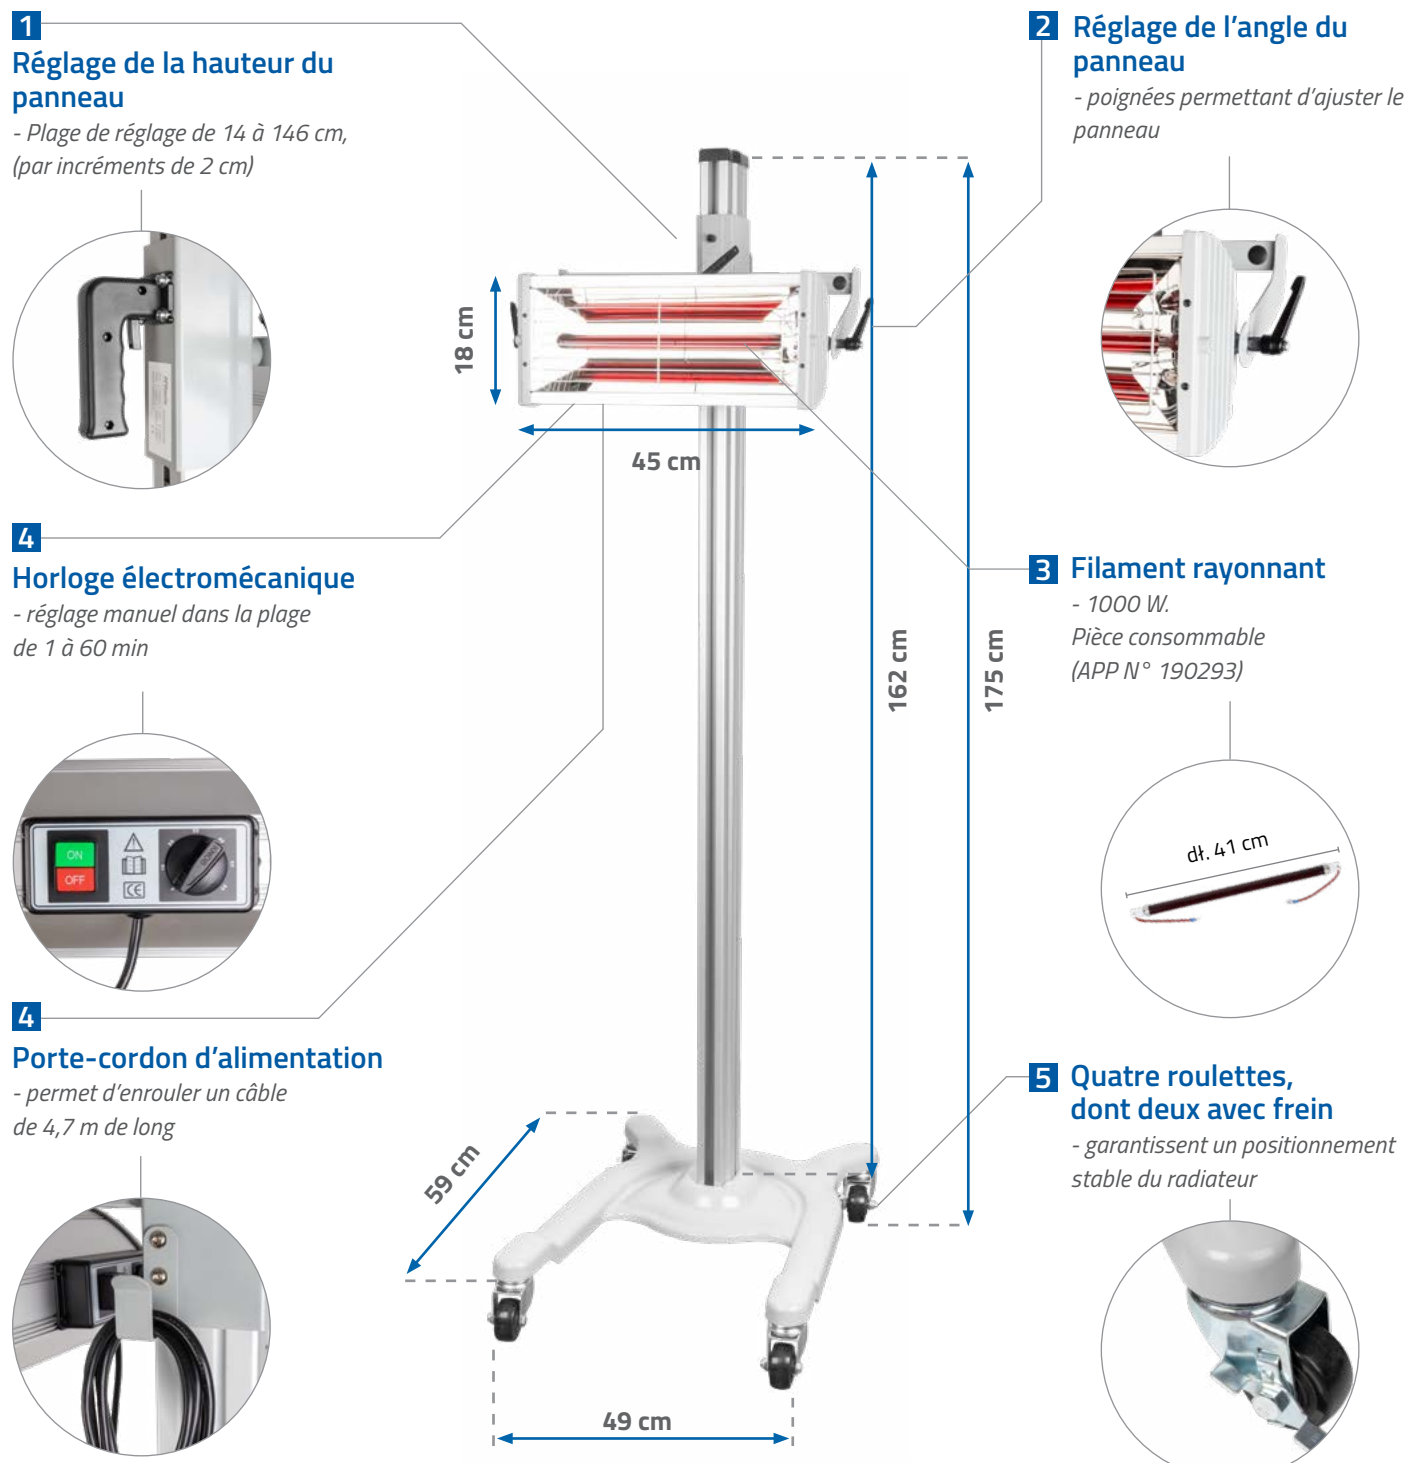 1
Réglage de la hauteur du
panneau
- Plage de réglage de 14 à 146 cm,
(par incréments de 2 cm)
2
Réglage de l'angle du
panneau
- poignées permettant d'ajuster le
panneau
18 cm
45 cm
162 cm
175 cm
4
Horloge électromécanique
- réglage manuel dans la plage
de 1 à 60 min
ON
OFF
CE
3
Filament rayonnant
- 1000 W.
Pièce consommable
(APP N° 190293)
dł. 41 cm
4
Porte-cordon d'alimentation
- permet d'enrouler un câble
de 4,7 m de long
5
Quatre roulettes,
dont deux avec frein
- garantissent un positionnement
stable du radiateur
59 cm
49 cm